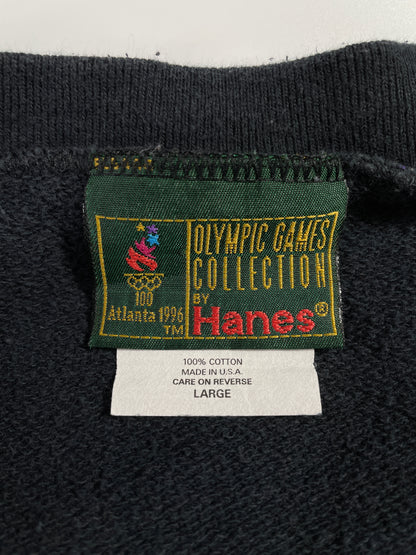 100
Atlanta 1996
TM
OLYMPIC GAMES
COLLECTION
BY
Hanes®
100% COTTON
MADE IN U.S.A.
CARE ON REVERSE
LARGE